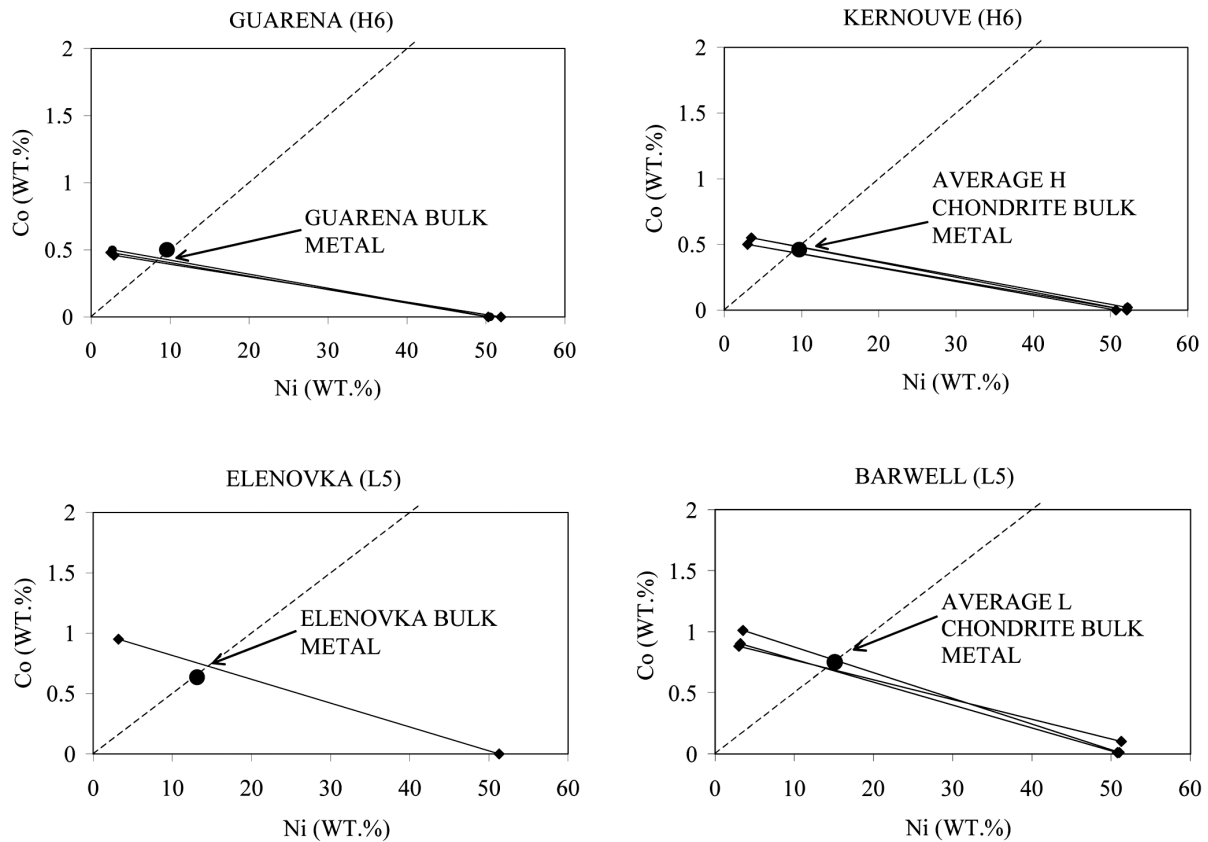 GUARENA (H6)
2
1.5
1
0.5
0
Co (WT.%)
GUARENA BULK
METAL
0 10 20 30 40 50 60
Ni (WT.%)
KERNOUVE (H6)
2
1.5
1
0.5
0
Co (WT.%)
AVERAGE H
CHONDRITE BULK
METAL
0 10 20 30 40 50 60
Ni (WT.%)
ELENOVKA (L5)
2
1.5
1
0.5
0
Co (WT.%)
ELENOVKA BULK
METAL
0 10 20 30 40 50 60
Ni (WT.%)
BARWELL (L5)
2
1.5
1
0.5
0
Co (WT.%)
AVERAGE L
CHONDRITE BULK
METAL
0 10 20 30 40 50 60
Ni (WT.%)